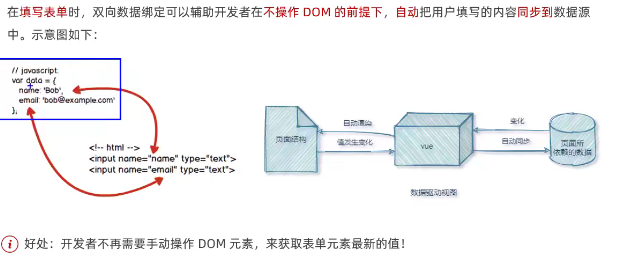 在填写表单时，双向数据绑定可以辅助开发者在不操作 DOM 的前提下，自动把用户填写的内容同步到数据源
中。示意图如下：
// javascript:
var data = {
name: 'Bob',
email: 'bob@example.com'
};
<!-- html -->
<input name="name" type="text">
<input name="email" type="text">
页面结构
自动渲染
值发生变化
vue
变化
自动同步
页面所
依赖的数据
数据驱动视图
好处：开发者不再需要手动操作 DOM 元素，来获取表单元素最新的值！